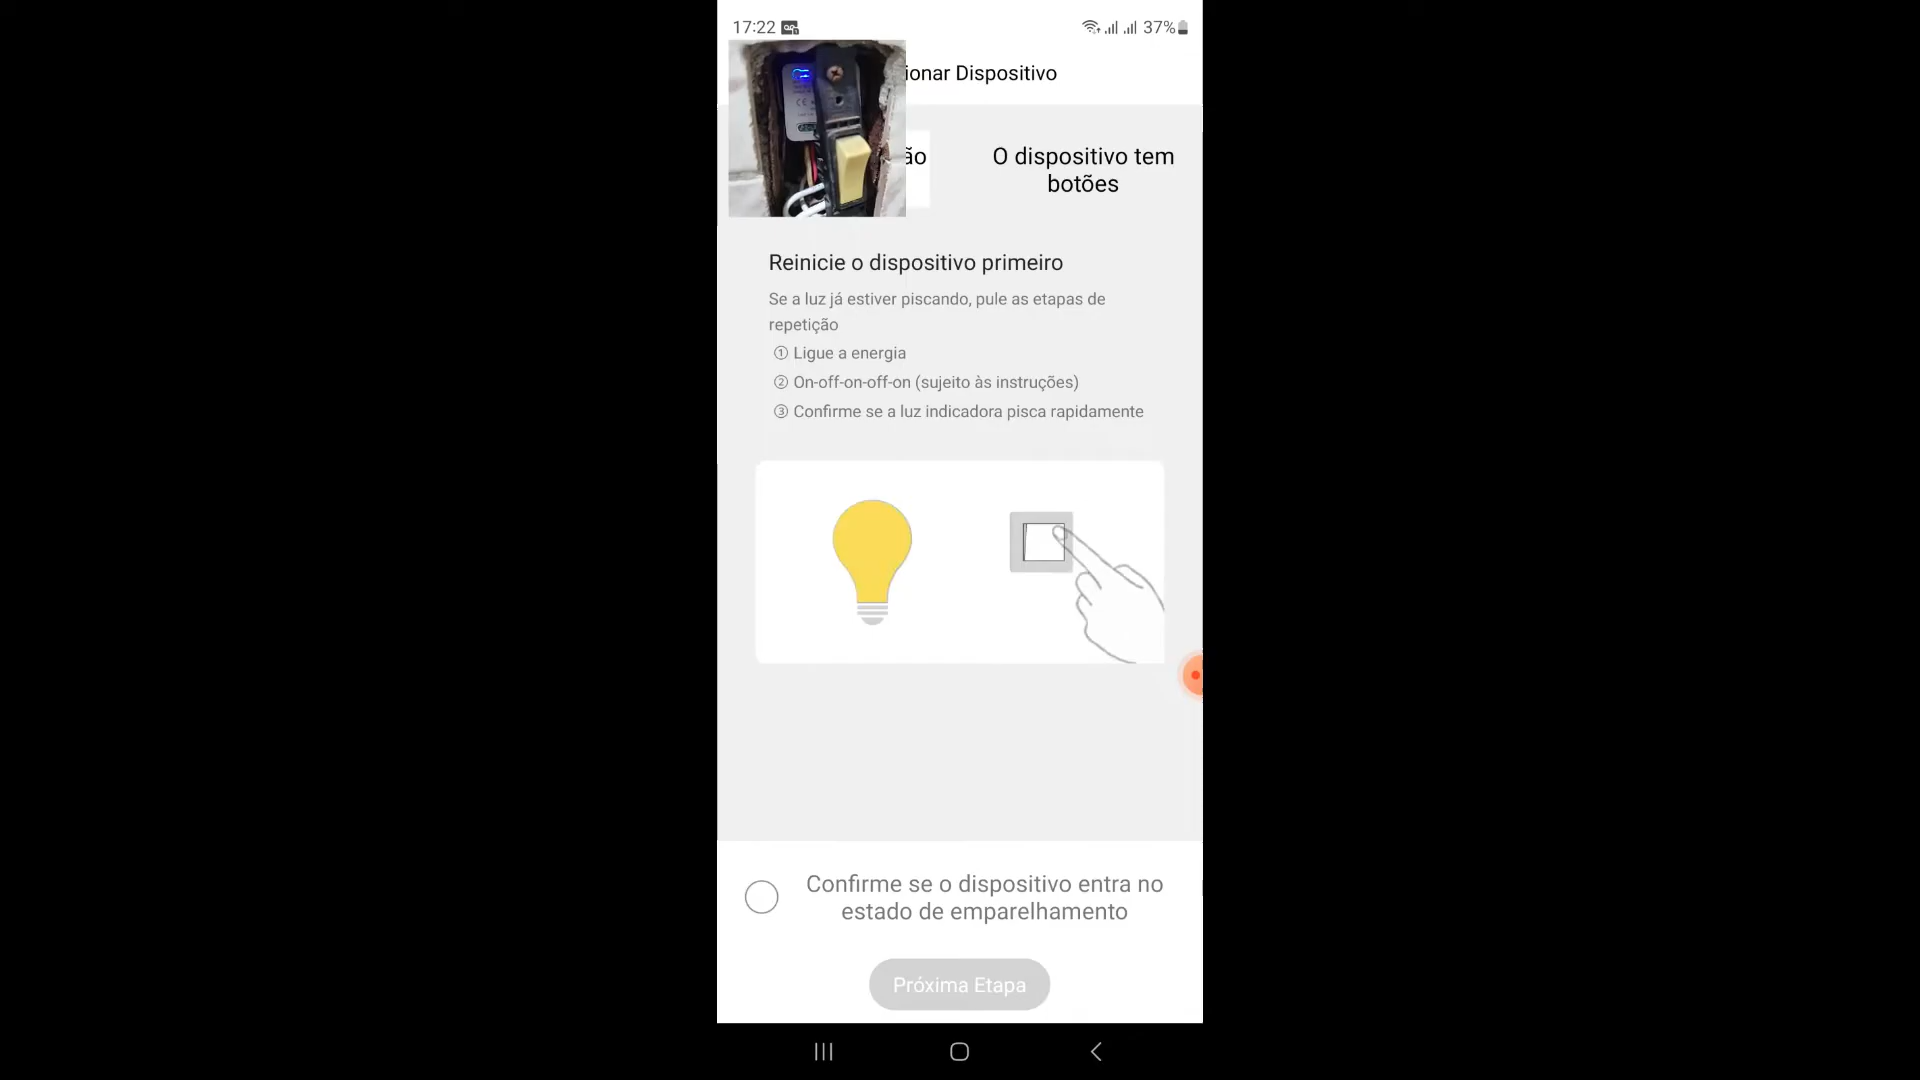 17:22
37%
ionar Dispositivo
ão
O dispositivo tem
botões
Reinicie o dispositivo primeiro
Se a luz já estiver piscando, pule as etapas de
repetição
① Ligue a energia
② On-off-on-off-on (sujeito às instruções)
③ Confirme se a luz indicadora pisca rapidamente
Confirme se o dispositivo entra no
estado de emparelhamento
Próxima Etapa